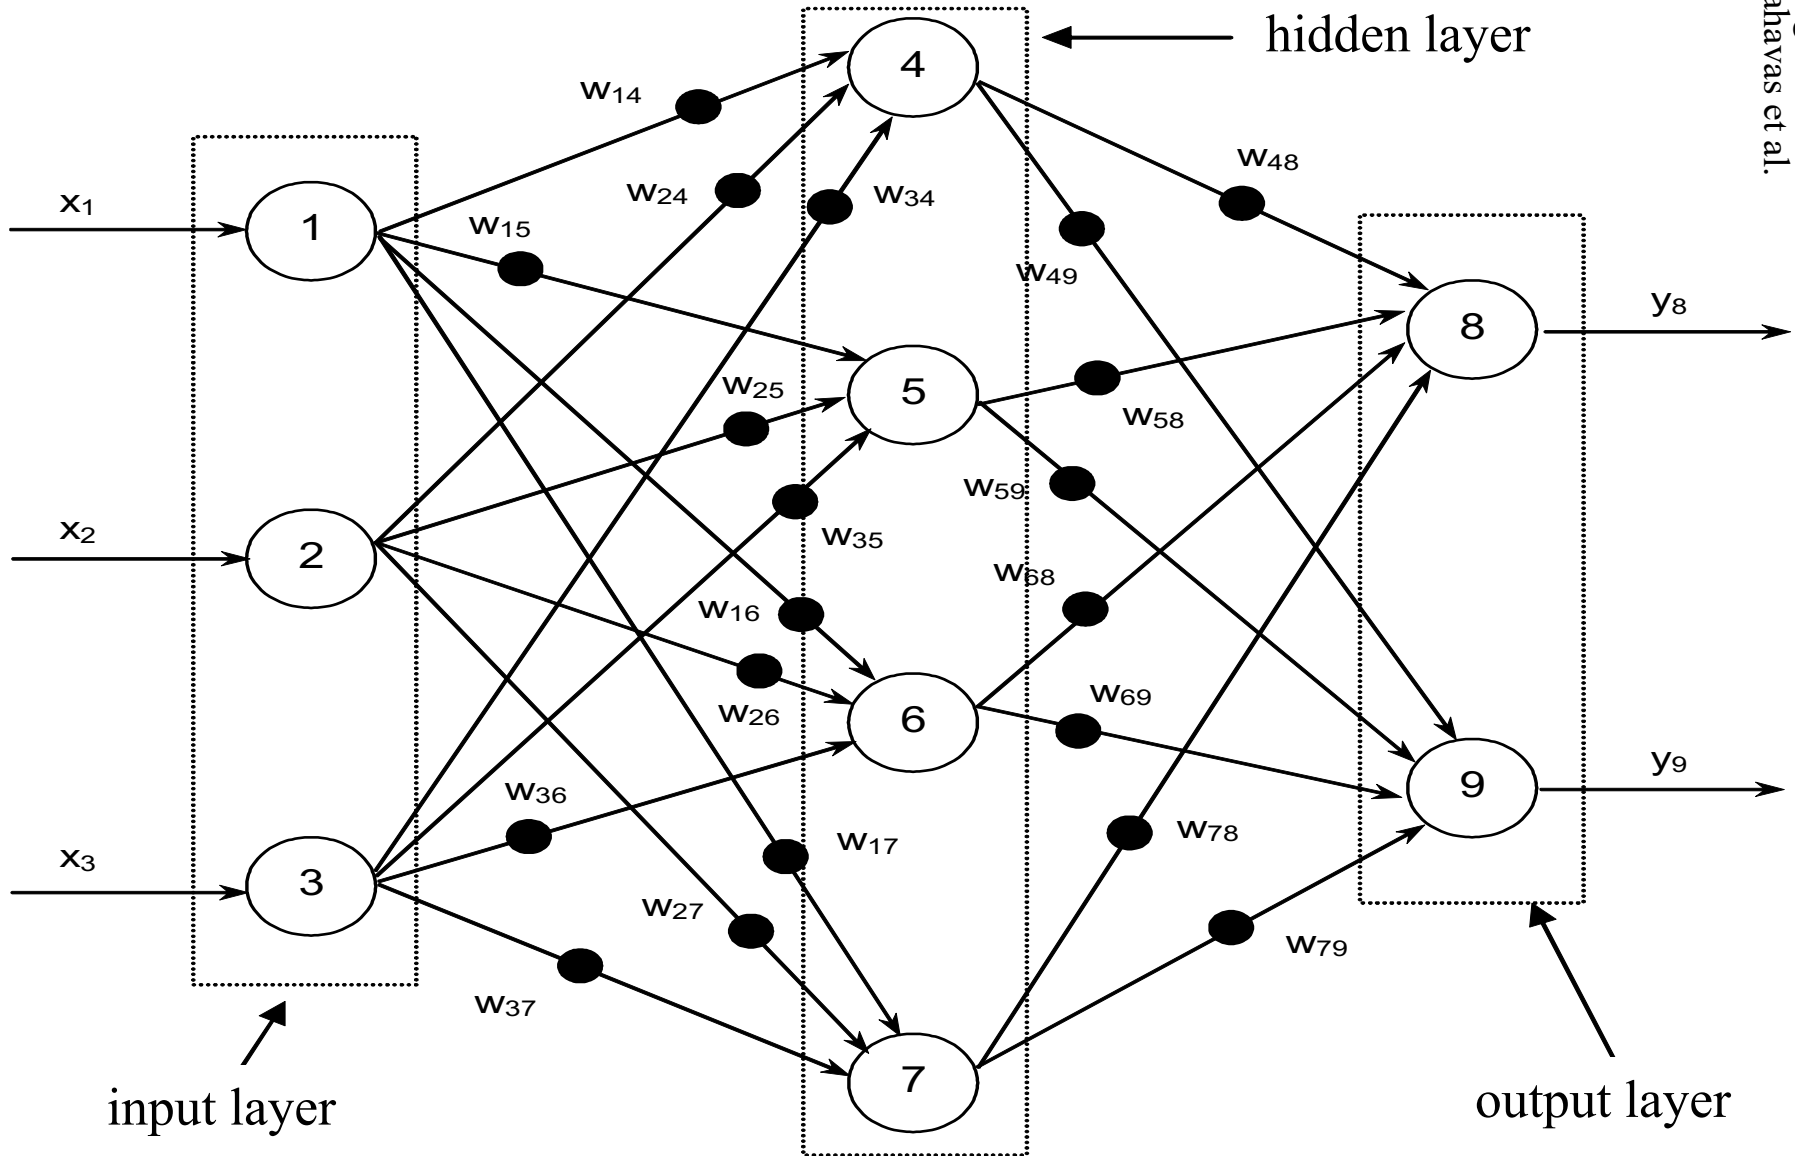 hidden layer
ahavas et al.
4
w14
w24
w34
w48
x1
1
w15
w49
8
y8
5
w25
w58
w59
w35
x2
2
w68
w16
w26
6
w69
9
y9
w36
w17
w78
x3
3
w27
w79
w37
7
input layer
output layer